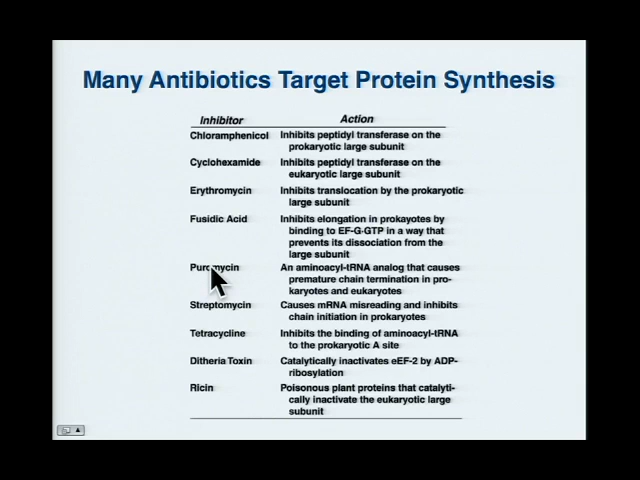 Many Antibiotics Target Protein Synthesis
Inhibitor Action
Chloramphenicol Inhibits peptidyl transferase on the
prokaryotic large subunit
Cyclohexamide Inhibits peptidyl transferase on the
eukaryotic large subunit
Erythromycin Inhibits translocation by the prokaryotic
large subunit
Fusidic Acid Inhibits elongation in prokayotes by
binding to EF-G·GTP in a way that
prevents its dissociation from the
large subunit
Puromycin An aminoacyl-tRNA analog that causes
premature chain termination in pro-
karyotes and eukaryotes
Streptomycin Causes mRNA misreading and inhibits
chain initiation in prokaryotes
Tetracycline Inhibits the binding of aminoacyl-tRNA
to the prokaryotic A site
Ditheria Toxin Catalytically inactivates eEF-2 by ADP-
ribosylation
Ricin Poisonous plant proteins that catalyti-
cally inactivate the eukaryotic large
subunit